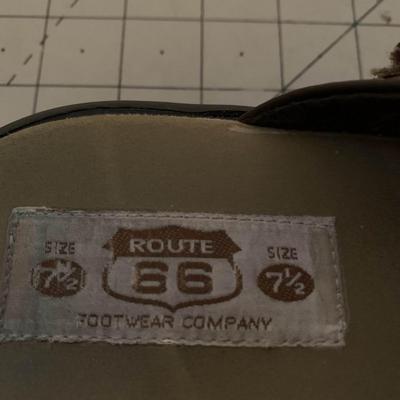 SIZE ROUTE SIZE
7½ 66 7½
FOOTWEAR COMPANY